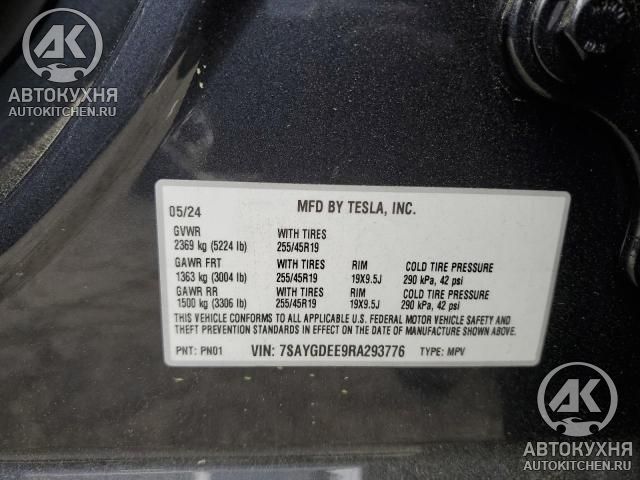 AK
АВТОКУХНЯ
AUTOKITCHEN.RU
05/24 MFD BY TESLA, INC.
GVWR WITH TIRES
2369 kg (5224 lb) 255/45R19
GAWR FRT WITH TIRES RIM COLD TIRE PRESSURE
1363 kg (3004 lb) 255/45R19 19X9.5J 290 kPa, 42 psi
GAWR RR WITH TIRES RIM COLD TIRE PRESSURE
1500 kg (3306 lb) 255/45R19 19X9.5J 290 kPa, 42 psi
THIS VEHICLE CONFORMS TO ALL APPLICABLE U.S. FEDERAL MOTOR VEHICLE SAFETY AND
THEFT PREVENTION STANDARDS IN EFFECT ON THE DATE OF MANUFACTURE SHOWN ABOVE.
PNT: PN01 VIN: 7SAYGDEE9RA293776 TYPE: MPV
AK
АВТОКУХНЯ
AUTOKITCHEN.RU